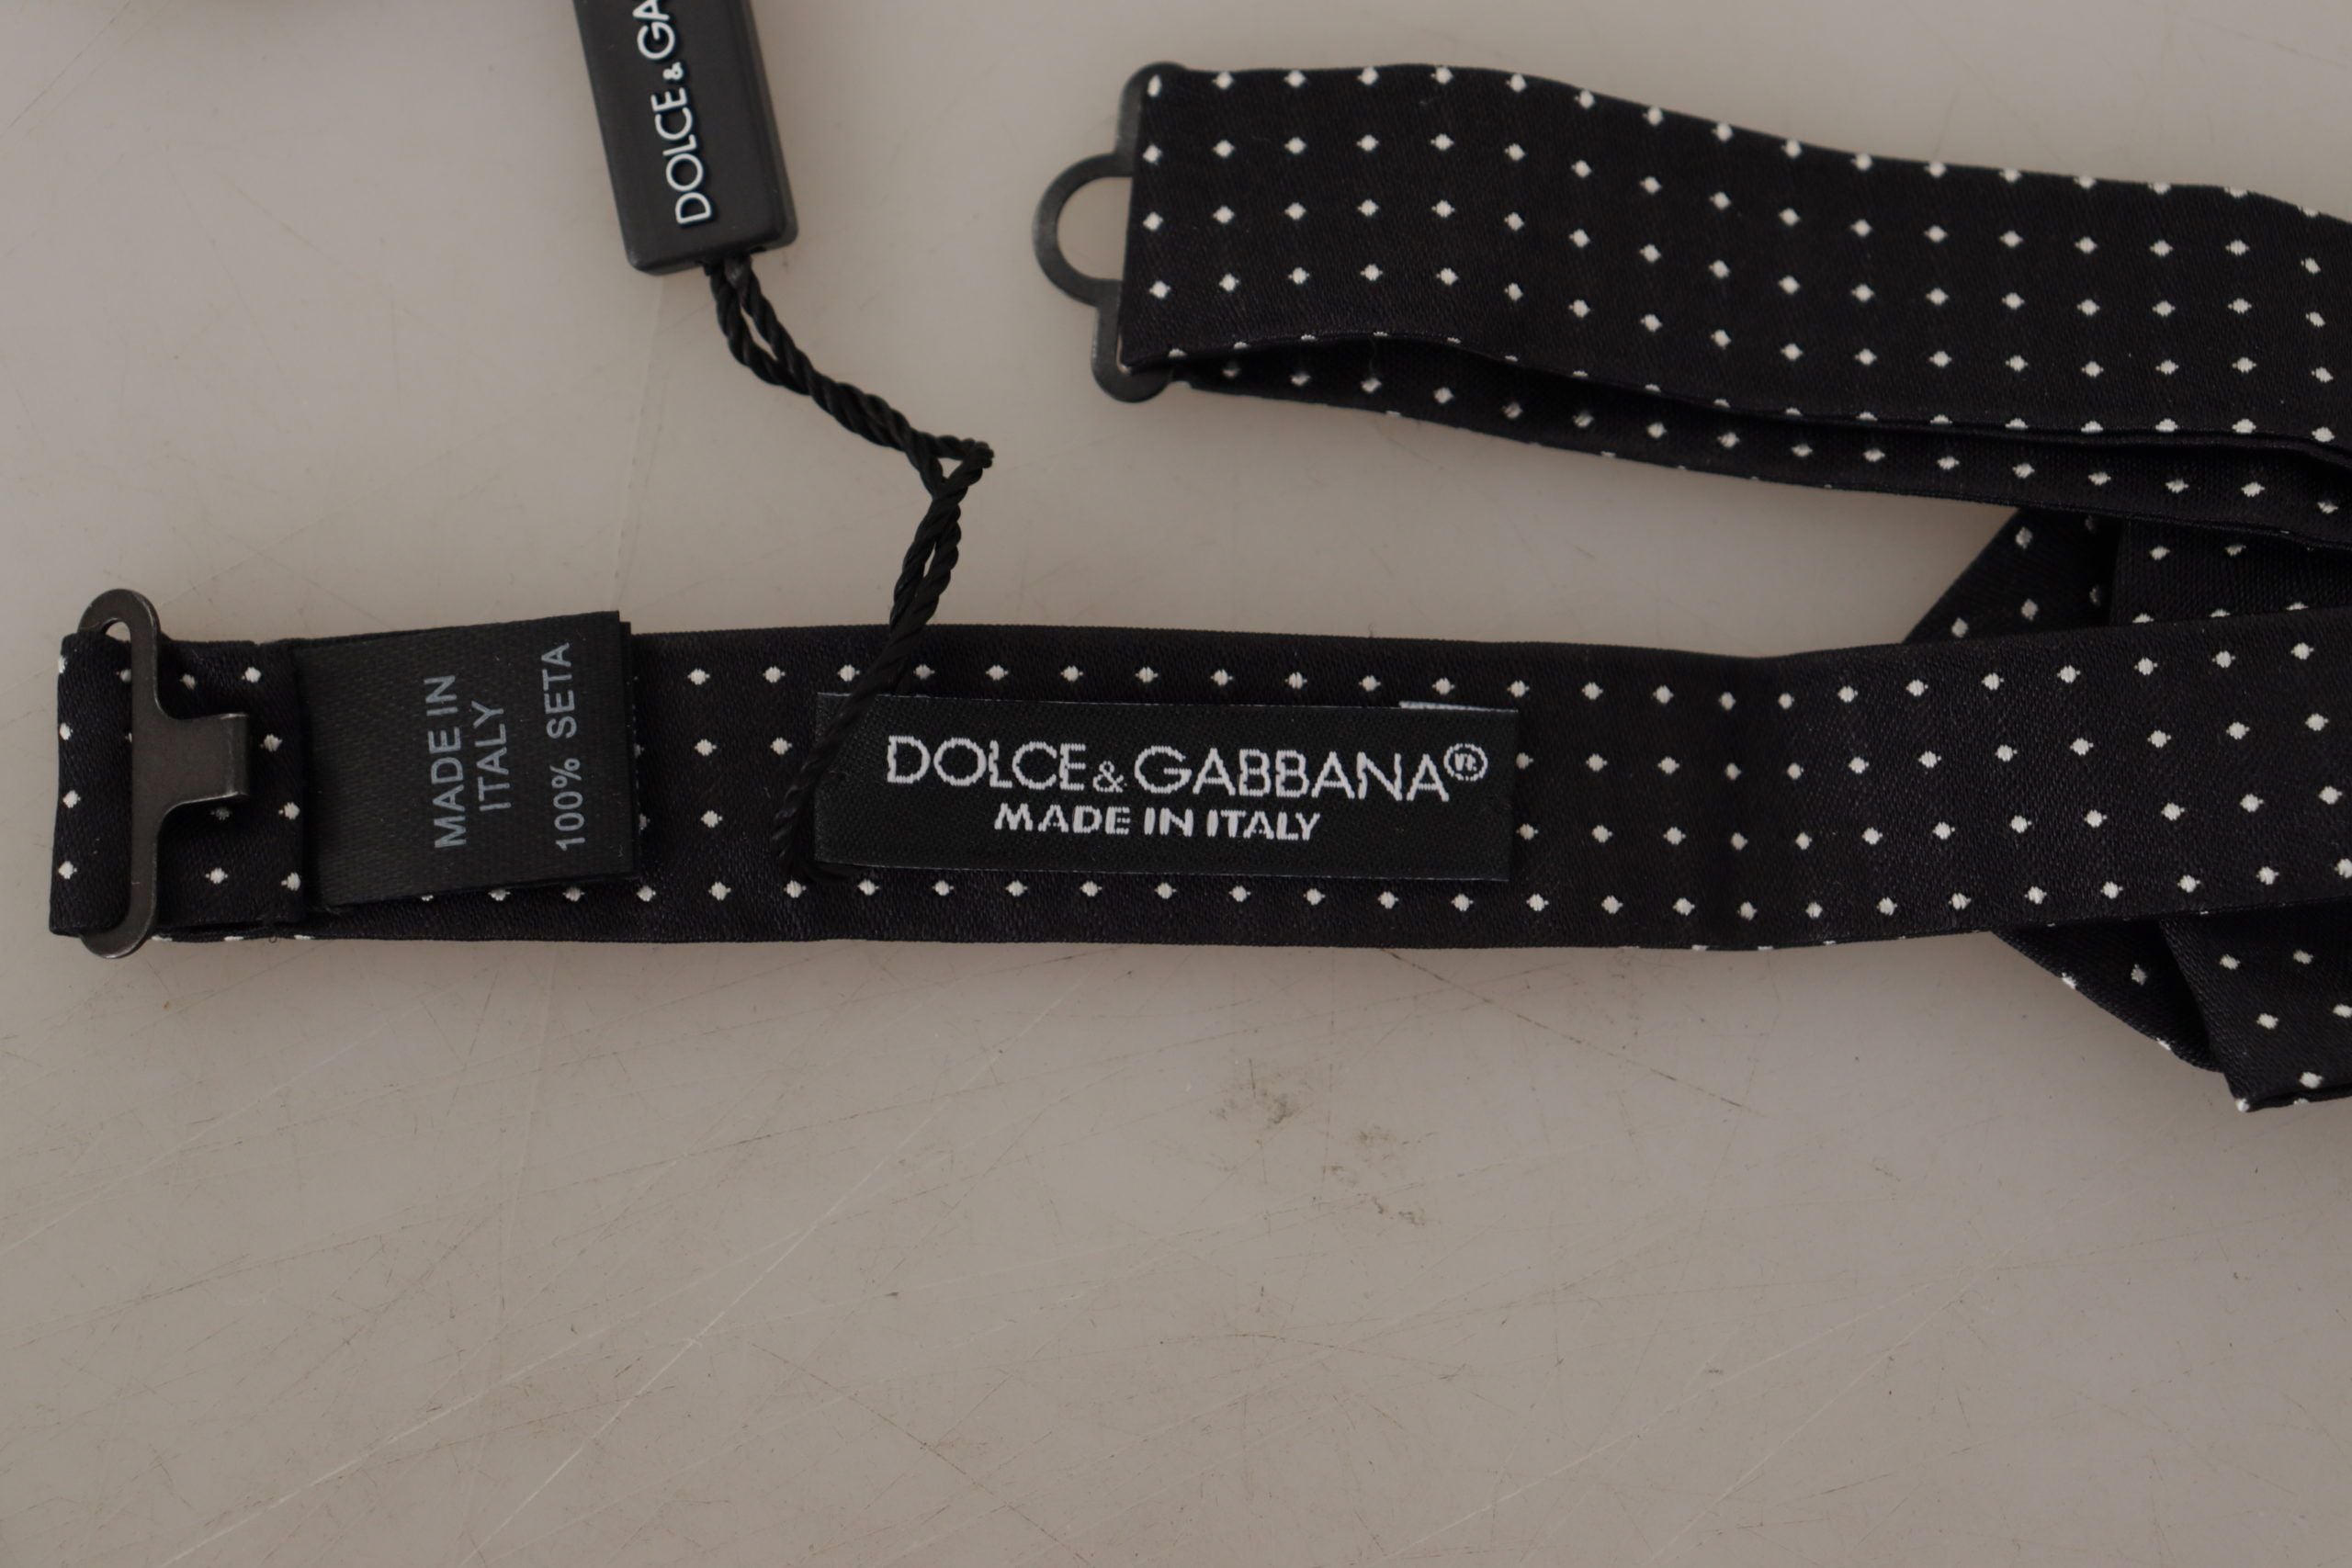 DOLCE & GA
MADE IN
ITALY
100% SETA
DOLCE & GABBANA®
MADE IN ITALY